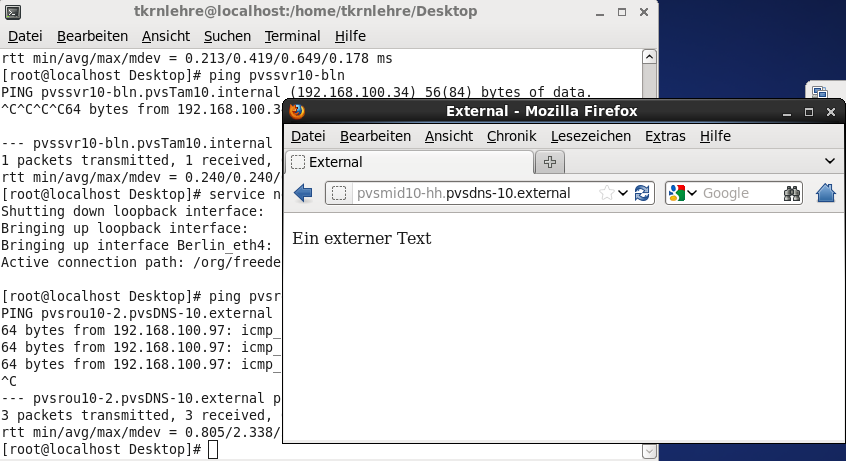 tkrnlehre@localhost:/home/tkrnlehre/Desktop
Datei Bearbeiten Ansicht Suchen Terminal Hilfe
rtt min/avg/max/mdev = 0.213/0.419/0.649/0.178 ms
[root@localhost Desktop]# ping pvssvr10-bln
PING pvssvr10-bln.pvsTam10.internal (192.168.100.34) 56(84) bytes of data.
^C^C^C^C64 bytes from 192.168.100.3
--- pvssvr10-bln.pvsTam10.internal
1 packets transmitted, 1 received,
rtt min/avg/max/mdev = 0.240/0.240/
[root@localhost Desktop]# service n
Shutting down loopback interface:
Bringing up loopback interface:
Bringing up interface Berlin_eth4:
Active connection path: /org/freede
[root@localhost Desktop]# ping pvsr
PING pvsrou10-2.pvsDNS-10.external
64 bytes from 192.168.100.97: icmp_
64 bytes from 192.168.100.97: icmp_
64 bytes from 192.168.100.97: icmp_
^C
--- pvsrou10-2.pvsDNS-10.external p
3 packets transmitted, 3 received,
rtt min/avg/max/mdev = 0.805/2.338/
[root@localhost Desktop]#
External - Mozilla Firefox
Datei Bearbeiten Ansicht Chronik Lesezeichen Extras Hilfe
External
pvsmid10-hh.pvsdns-10.external
Google
Ein externer Text